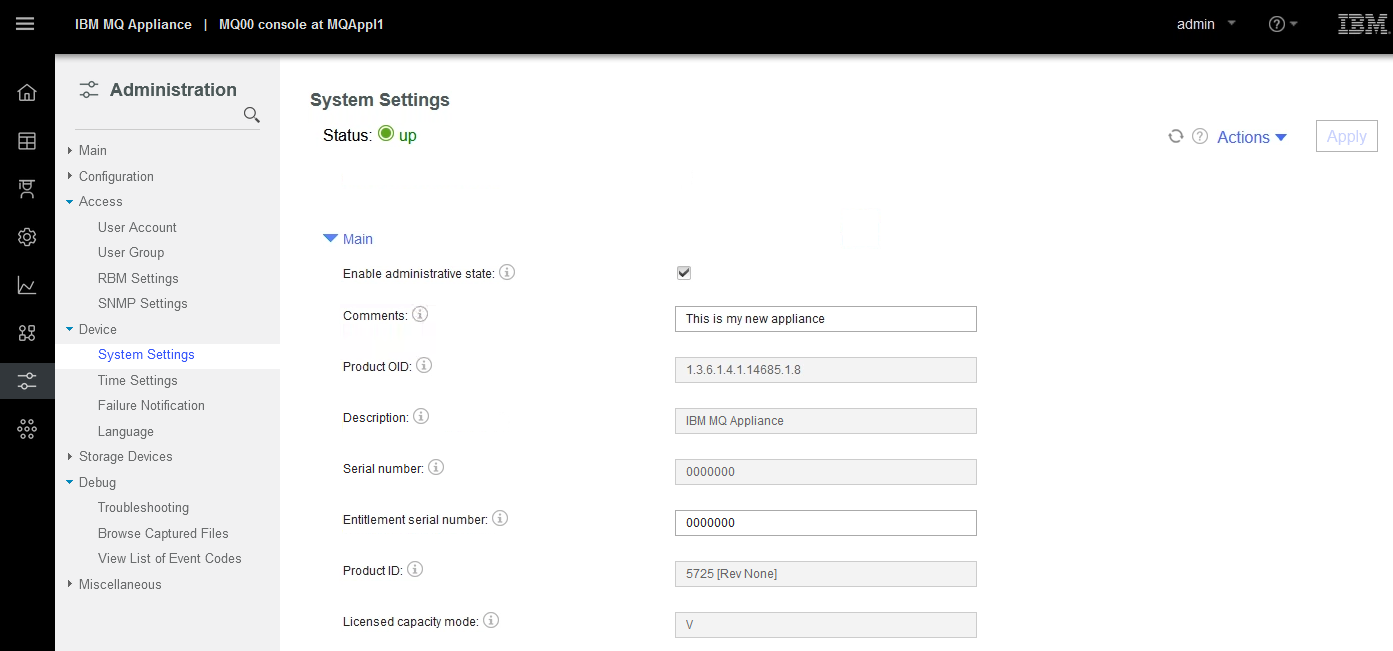 IBM MQ Appliance | MQ00 console at MQAppl1
admin
IBM
Administration
Main
Configuration
Access
User Account
User Group
RBM Settings
SNMP Settings
Device
System Settings
Time Settings
Failure Notification
Language
Storage Devices
Debug
Troubleshooting
Browse Captured Files
View List of Event Codes
Miscellaneous
System Settings
Status: up
Actions
Apply
Main
Enable administrative state:
Comments: This is my new appliance
Product OID: 1.3.6.1.4.1.14685.1.8
Description: IBM MQ Appliance
Serial number: 0000000
Entitlement serial number: 0000000
Product ID: 5725 [Rev None]
Licensed capacity mode: V